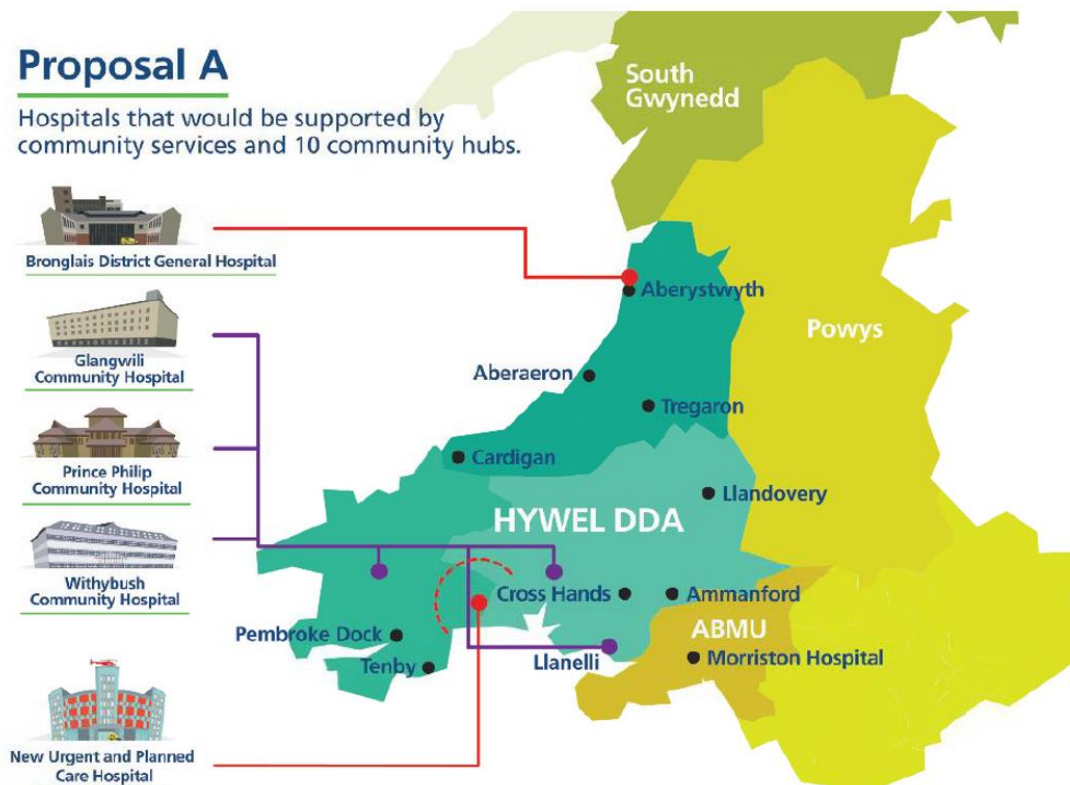 Proposal A
Hospitals that would be supported by
community services and 10 community hubs.
Bronglais District General Hospital
Glangwili
Community Hospital
Prince Philip
Community Hospital
Withybush
Community Hospital
New Urgent and Planned
Care Hospital
South
Gwynedd
Powys
Aberystwyth
Aberaeron
Tregaron
Cardigan
Llandovery
HYWEL DDA
Cross Hands
Ammanford
ABMU
Pembroke Dock
Tenby
Llanelli
Morriston Hospital